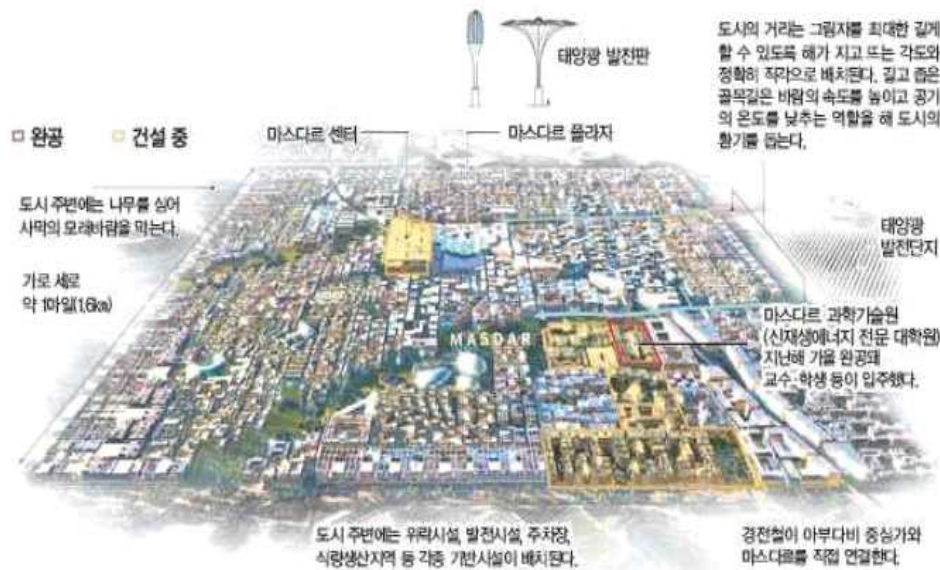 태양광 발전판
도시의 거리는 그림자를 최대한 길게
할 수 있도록 해가 지고 뜨는 각도와
정확히 직각으로 배치된다. 길고 좁은
골목길은 바람의 속도를 높이고 공기
의 온도를 낮추는 역할을 해 도시의
환기를 돕는다.
완공
건설 중
마스다르 센터
마스다르 플라자
도시 주변에는 나무를 심어
사막의 모래바람을 막는다.
가로 세로
약 1마일(1.6㎞)
태양광
발전단지
MASDAR
마스다르 과학기술원
(신재생에너지 전문 대학원)
지난해 가을 완공돼
교수·학생 등이 입주했다.
도시 주변에는 위락시설, 발전시설, 주차장,
식량생산지역 등 각종 기반시설이 배치된다.
경전철이 아부다비 중심가와
마스다르를 직접 연결한다.